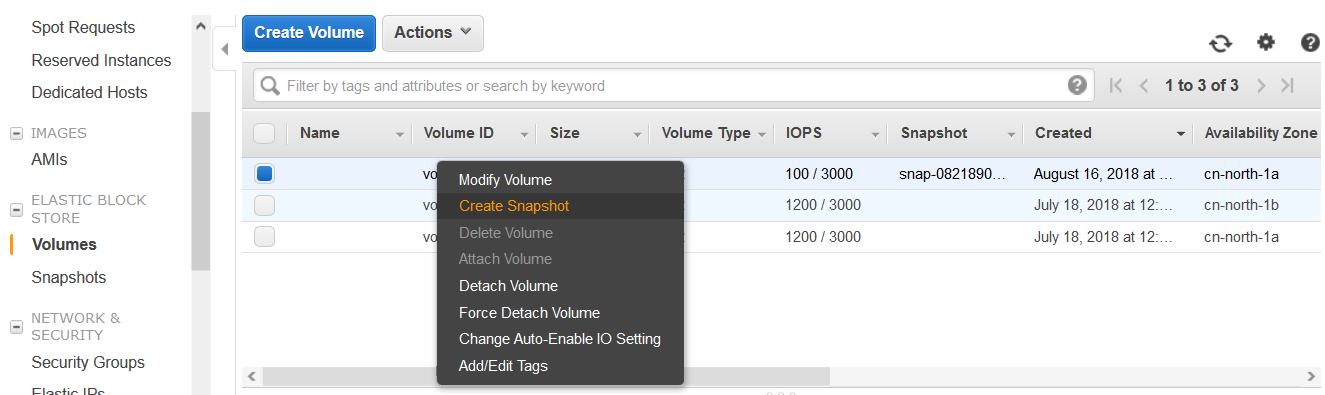 Spot Requests
Reserved Instances
Dedicated Hosts
IMAGES
AMIs
ELASTIC BLOCK
STORE
Volumes
Snapshots
NETWORK &
SECURITY
Security Groups
Elastic IPs
Create Volume Actions
Filter by tags and attributes or search by keyword
1 to 3 of 3
Name Volume ID Size Volume Type IOPS Snapshot Created Availability Zone
vo 100 / 3000 snap-0821890… August 16, 2018 at … cn-north-1a
vo 1200 / 3000 July 18, 2018 at 12:… cn-north-1b
vo 1200 / 3000 July 18, 2018 at 12:… cn-north-1a
Modify Volume
Create Snapshot
Delete Volume
Attach Volume
Detach Volume
Force Detach Volume
Change Auto-Enable IO Setting
Add/Edit Tags